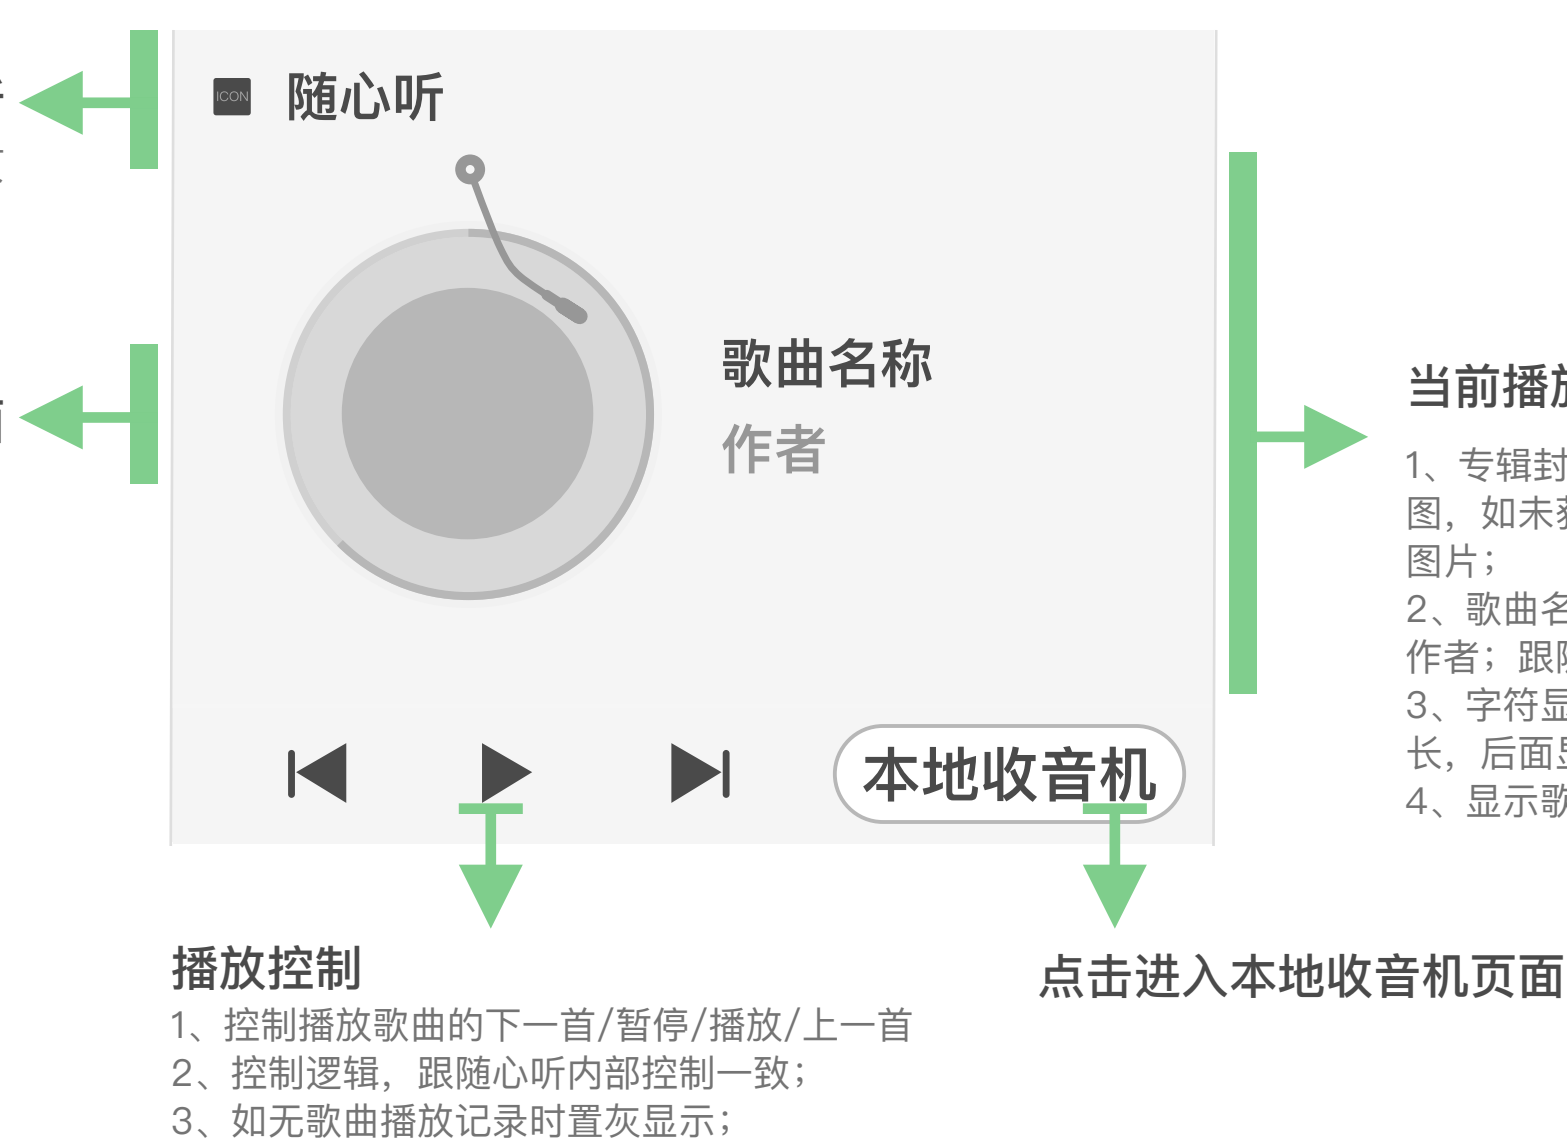 ICON
随心听
歌曲名称
作者
本地收音机
当前播
1、专辑封
图，如未
图片；
2、歌曲名
作者；跟
3、字符显
长，后面
4、显示歌
播放控制
1、控制播放歌曲的下一首/暂停/播放/上一首
2、控制逻辑，跟随心听内部控制一致；
3、如无歌曲播放记录时置灰显示；
点击进入本地收音机页面